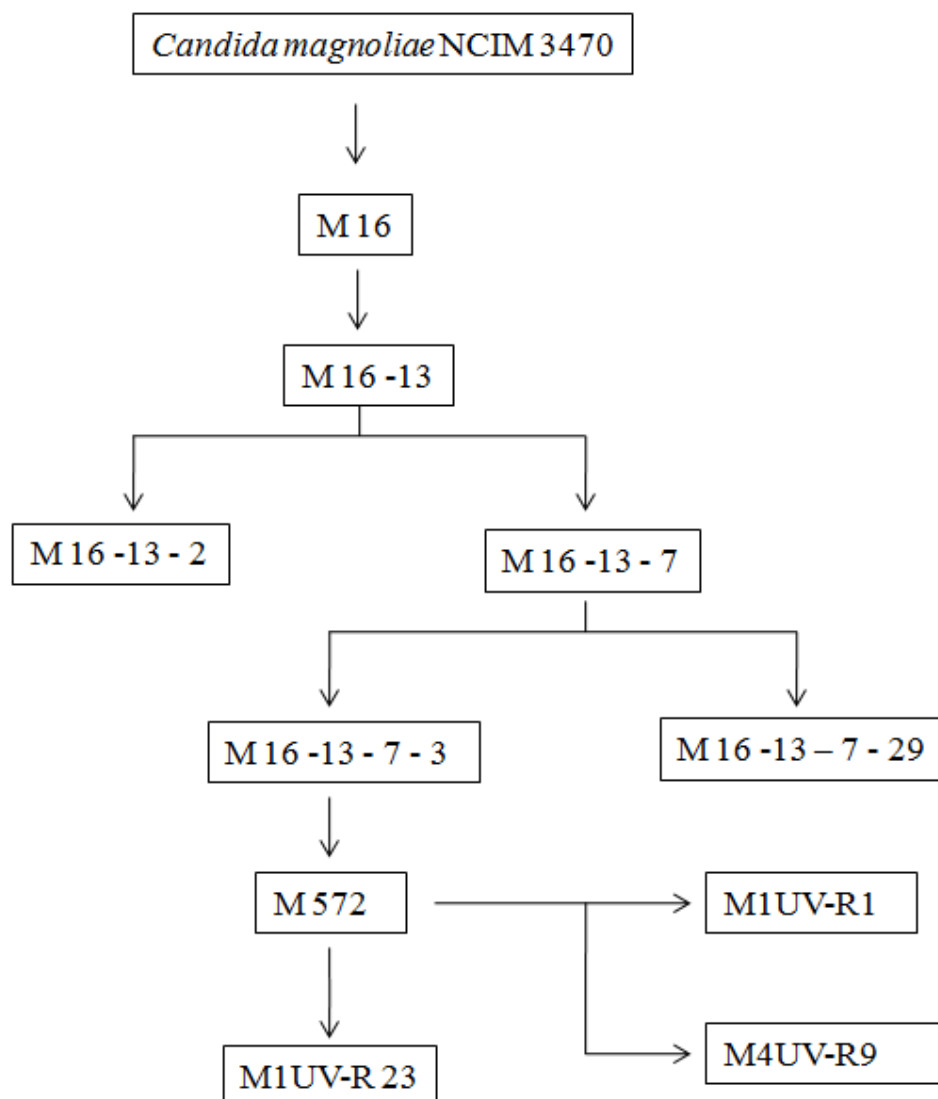 Candida magnoliae NCIM 3470
M 16
M 16 -13
M 16 -13 - 2
M 16 -13 - 7
M 16 -13 - 7 - 3
M 16 -13 – 7 - 29
M 572
M1UV-R1
M1UV-R 23
M4UV-R9